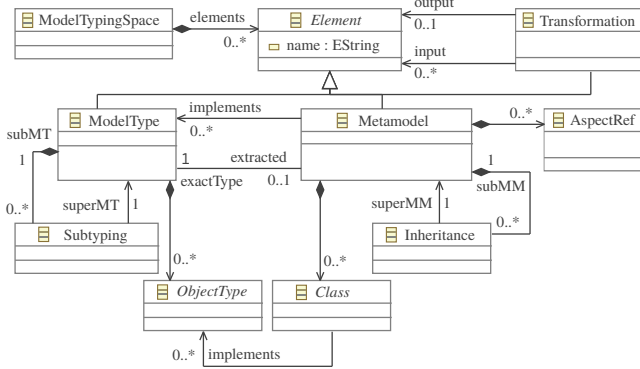 ModelTypingSpace
elements
0..*
Element
name : EString
output
0..1
input
0..*
Transformation
subMT
1
ModelType
implements
0..*
Metamodel
0..*
AspectRef
1
extracted
exactType
0..1
1
subMM
0..*
superMT
1
superMM
1
0..*
Subtyping
Inheritance
0..*
0..*
ObjectType
Class
0..*
implements